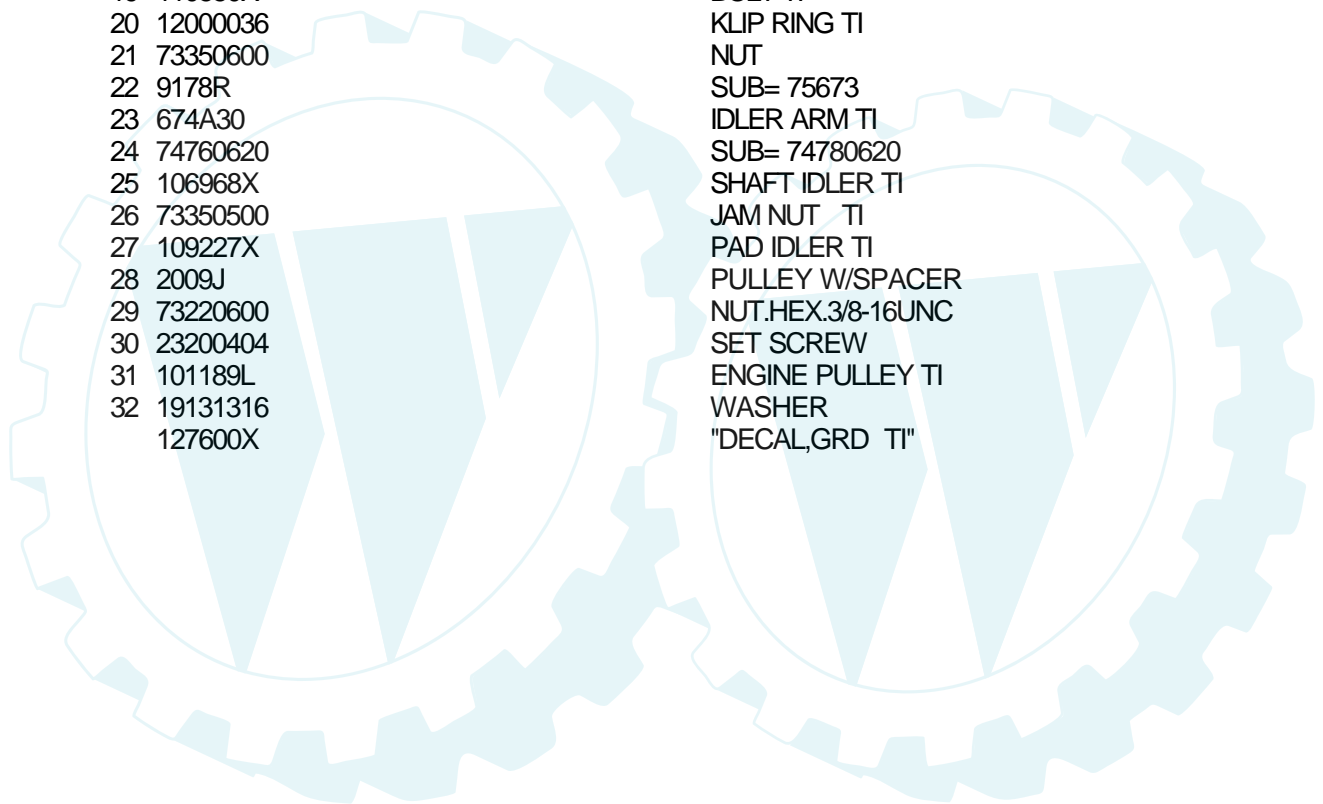 20 12000036 KLIP RING TI
21 73350600 NUT
22 9178R SUB= 75673
23 674A30 IDLER ARM TI
24 74760620 SUB= 74780620
25 106968X SHAFT IDLER TI
26 73350500 JAM NUT TI
27 109227X PAD IDLER TI
28 2009J PULLEY W/SPACER
29 73220600 NUT.HEX.3/8-16UNC
30 23200404 SET SCREW
31 101189L ENGINE PULLEY TI
32 19131316 WASHER
127600X "DECAL,GRD TI"